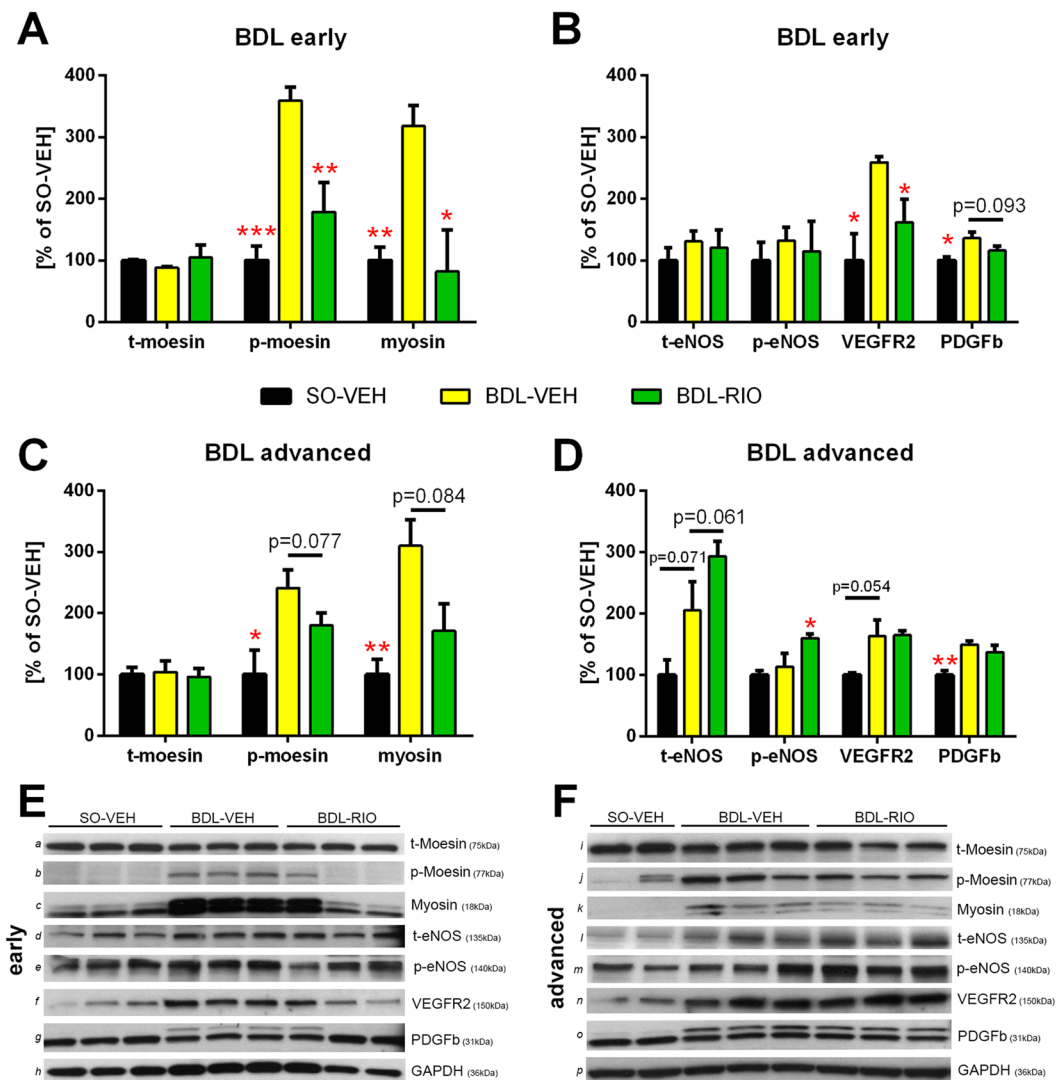 A
BDL early
[% of SO-VEH]
400
300
200
100
0
***
**
**
*
t-moesin p-moesin myosin
B
BDL early
[% of SO-VEH]
400
300
200
100
0
*
*
*
p=0.093
t-eNOS p-eNOS VEGFR2 PDGFb
SO-VEH BDL-VEH BDL-RIO
C
BDL advanced
[% of SO-VEH]
400
300
200
100
0
*
p=0.077
**
p=0.084
t-moesin p-moesin myosin
D
BDL advanced
[% of SO-VEH]
400
300
200
100
0
p=0.071
p=0.061
*
p=0.054
**
t-eNOS p-eNOS VEGFR2 PDGFb
E
SO-VEH BDL-VEH BDL-RIO
early
a t-Moesin (75kDa)
b p-Moesin (77kDa)
c Myosin (18kDa)
d t-eNOS (135kDa)
e p-eNOS (140kDa)
f VEGFR2 (150kDa)
g PDGFb (31kDa)
h GAPDH (36kDa)
F
SO-VEH BDL-VEH BDL-RIO
advanced
i t-Moesin (75kDa)
j p-Moesin (77kDa)
k Myosin (18kDa)
l t-eNOS (135kDa)
m p-eNOS (140kDa)
n VEGFR2 (150kDa)
o PDGFb (31kDa)
p GAPDH (36kDa)